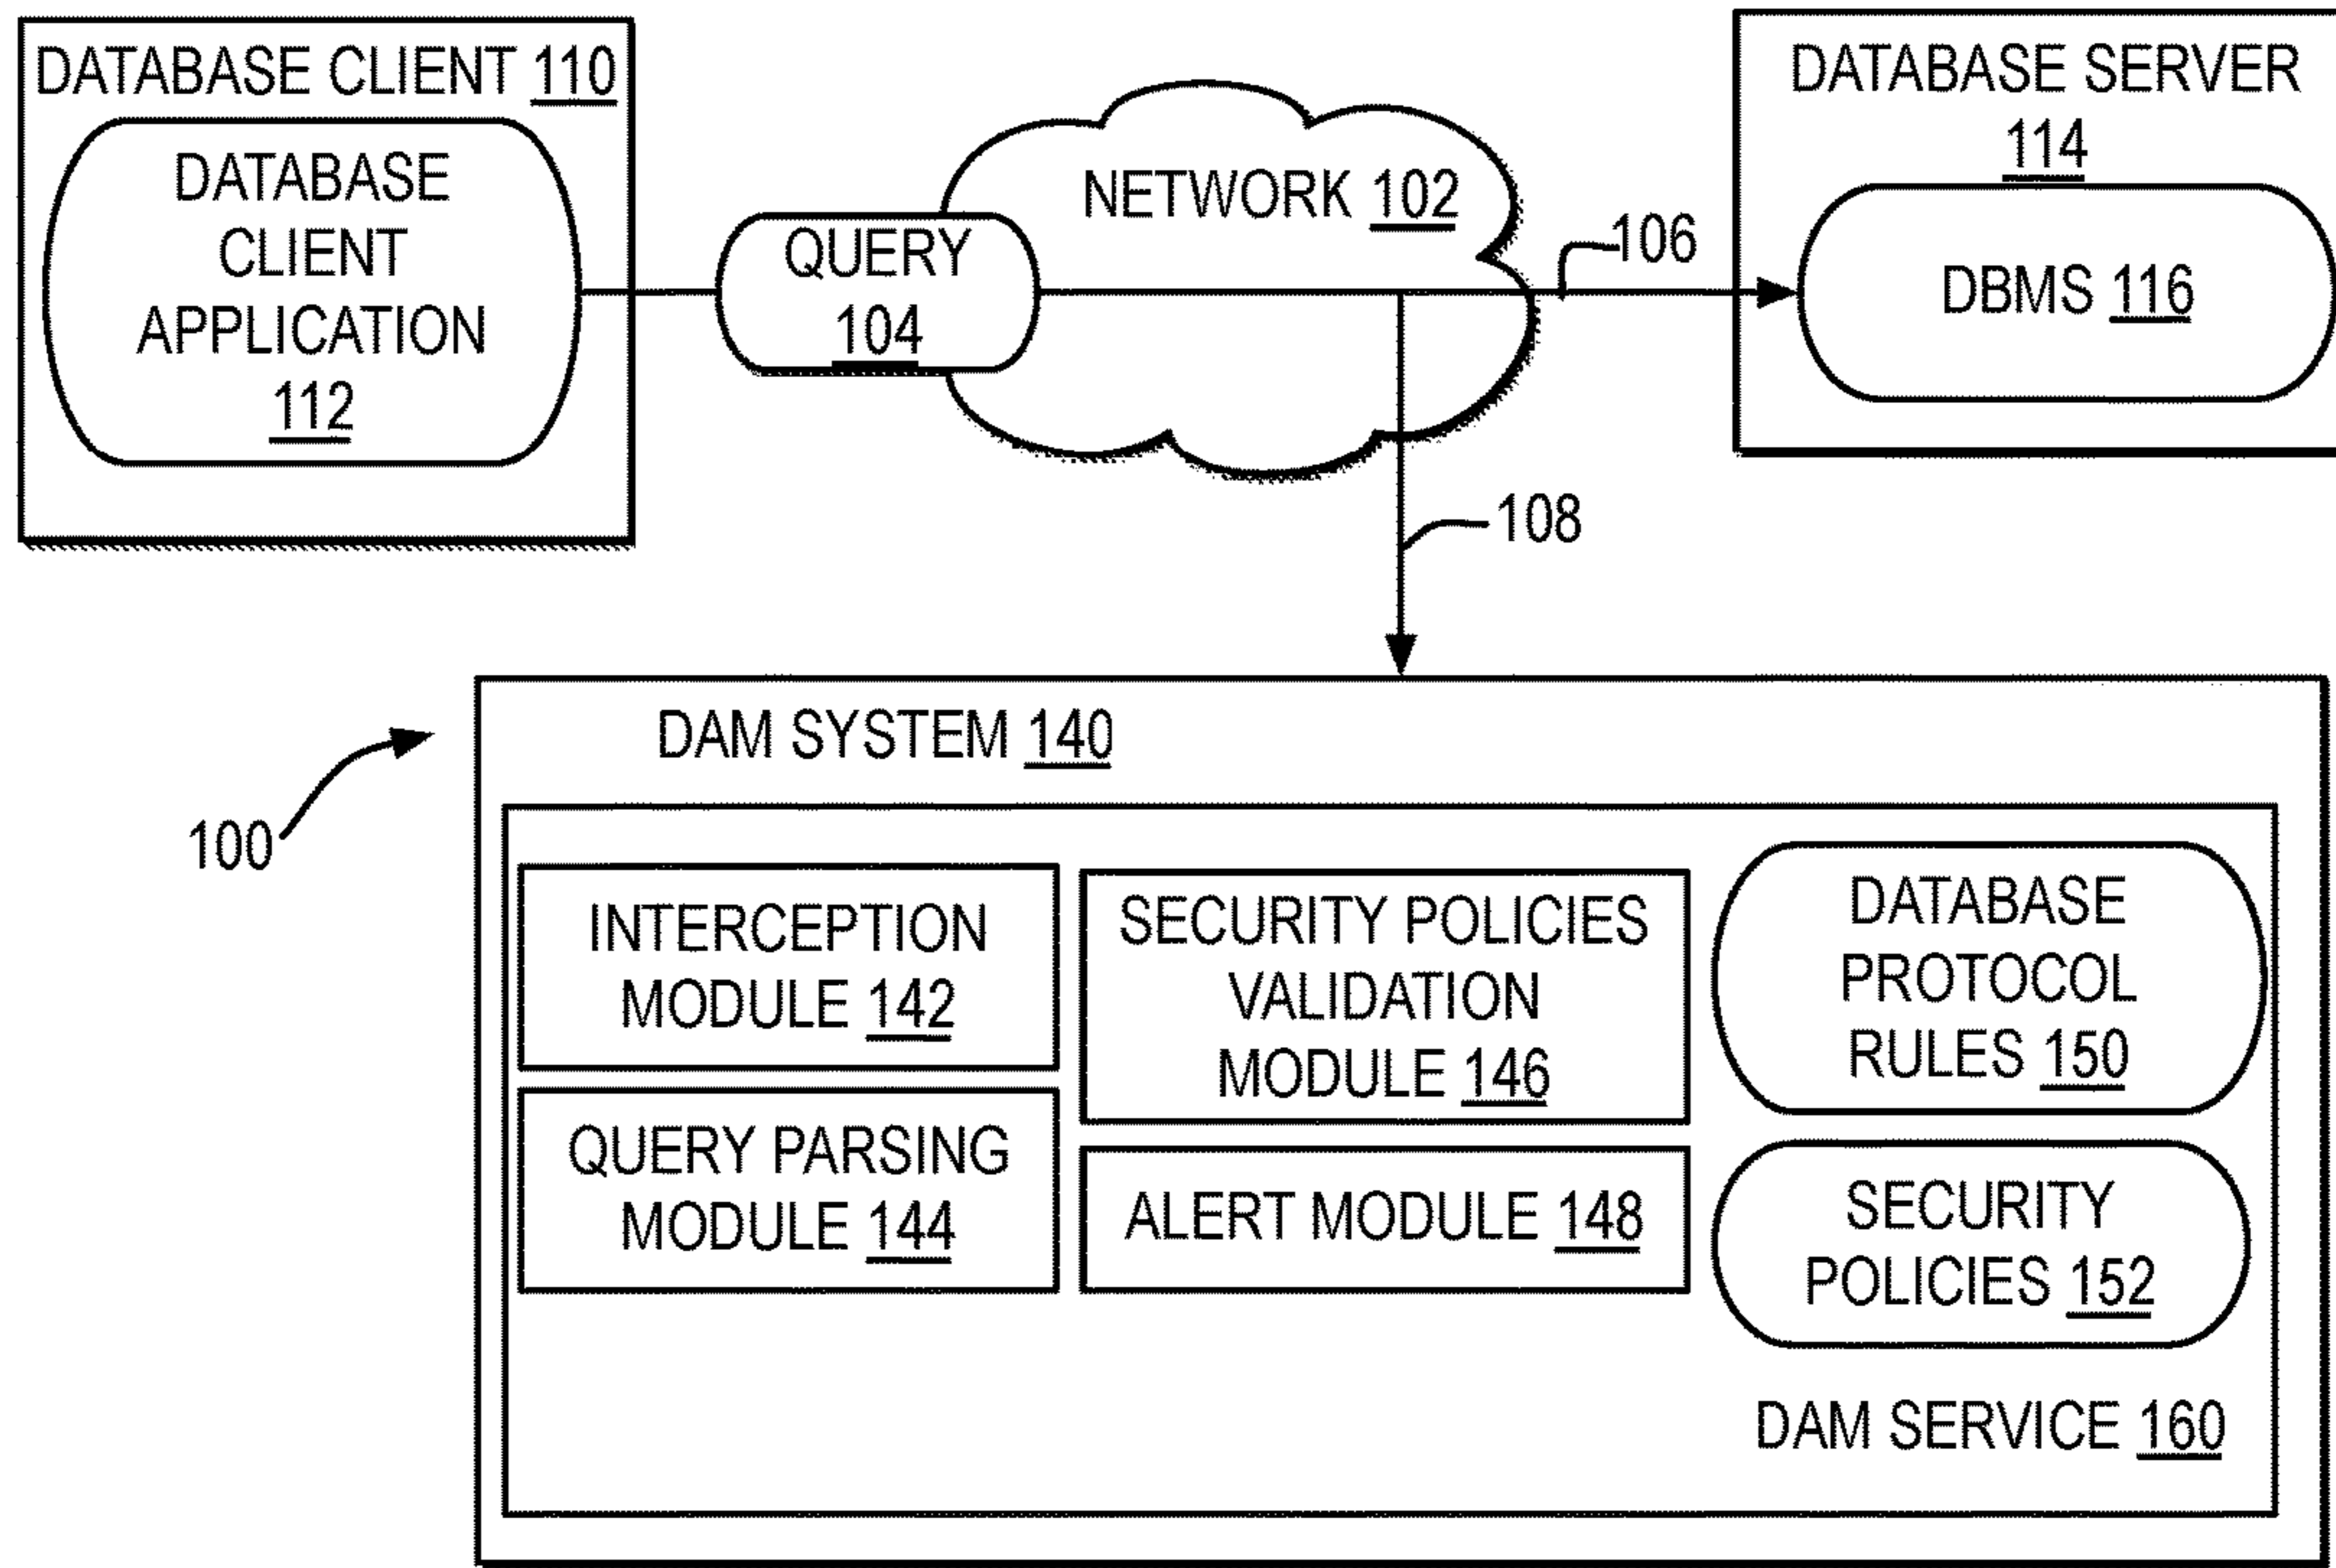 DATABASE CLIENT 110
DATABASE
CLIENT
APPLICATION
112
QUERY
104
NETWORK 102
106
DATABASE SERVER
114
DBMS 116
108
100
DAM SYSTEM 140
INTERCEPTION
MODULE 142
QUERY PARSING
MODULE 144
SECURITY POLICIES
VALIDATION
MODULE 146
ALERT MODULE 148
DATABASE
PROTOCOL
RULES 150
SECURITY
POLICIES 152
DAM SERVICE 160